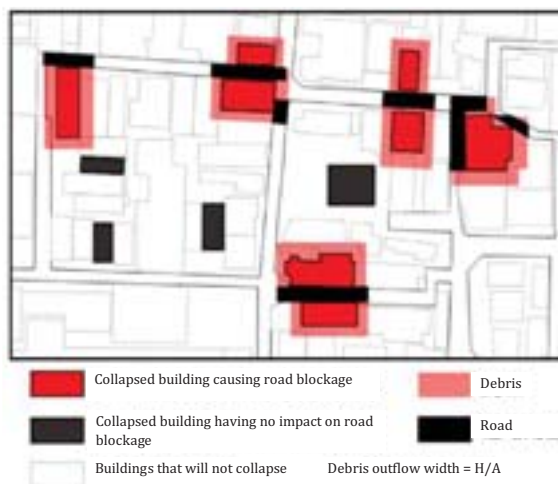 Collapsed building causing road blockage
Debris
Collapsed building having no impact on road
blockage
Road
Buildings that will not collapse
Debris outflow width = H/A